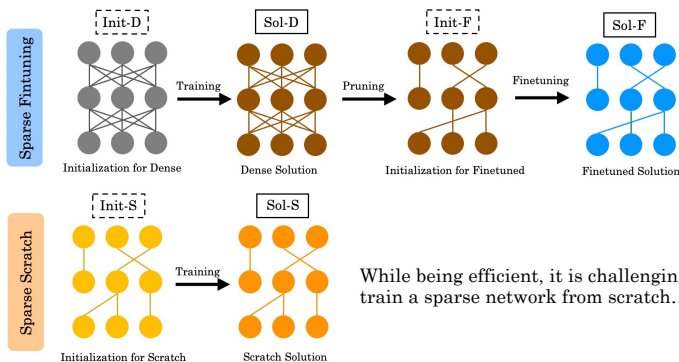 Init-D
Sol-D
Init-F
Sol-F
Sparse Fintuning
Training
Pruning
Finetuning
Initialization for Dense
Dense Solution
Initialization for Finetuned
Finetuned Solution
Init-S
Sol-S
Sparse Scratch
Training
While being efficient, it is challengin
train a sparse network from scratch.
Initialization for Scratch
Scratch Solution